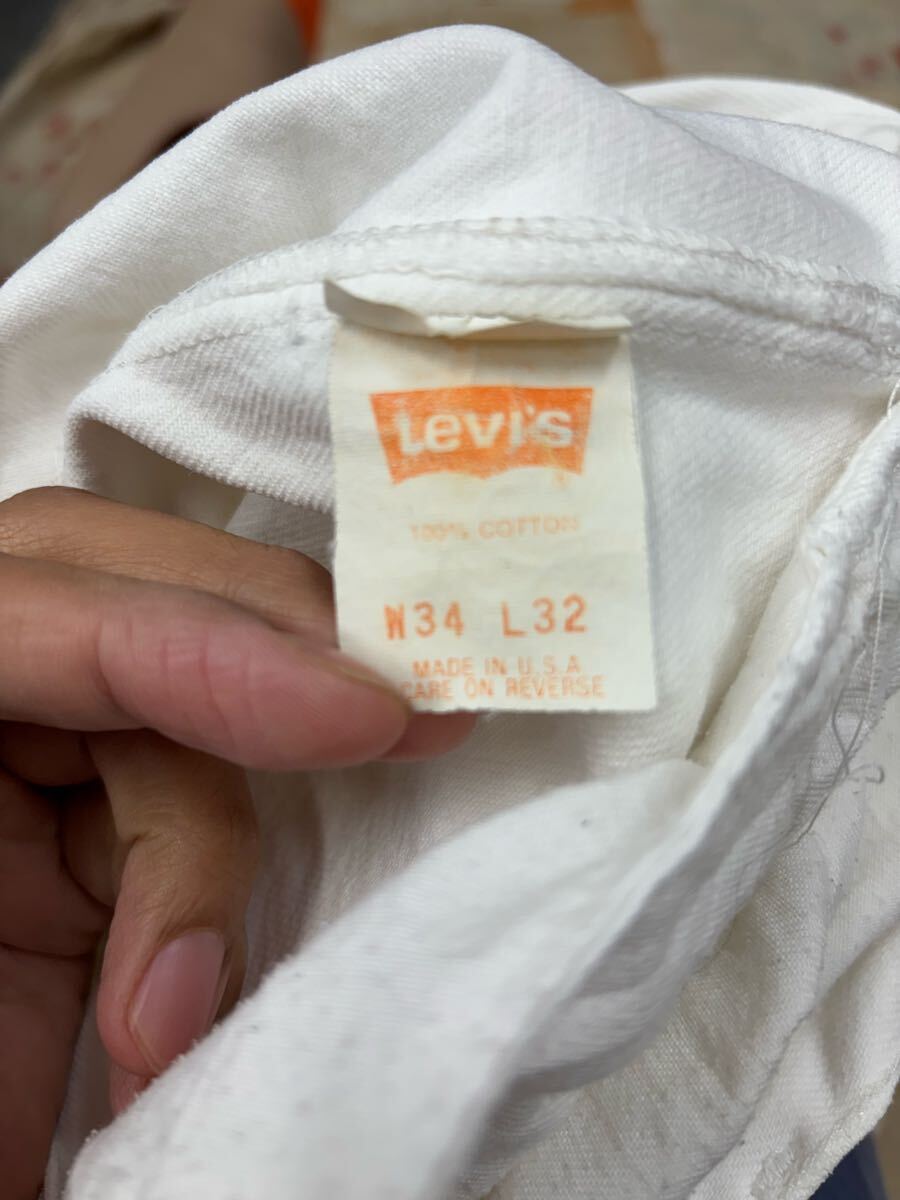 Levi's
®
100% COTTON
W34 L32
MADE IN U.S.A
CARE ON REVERSE